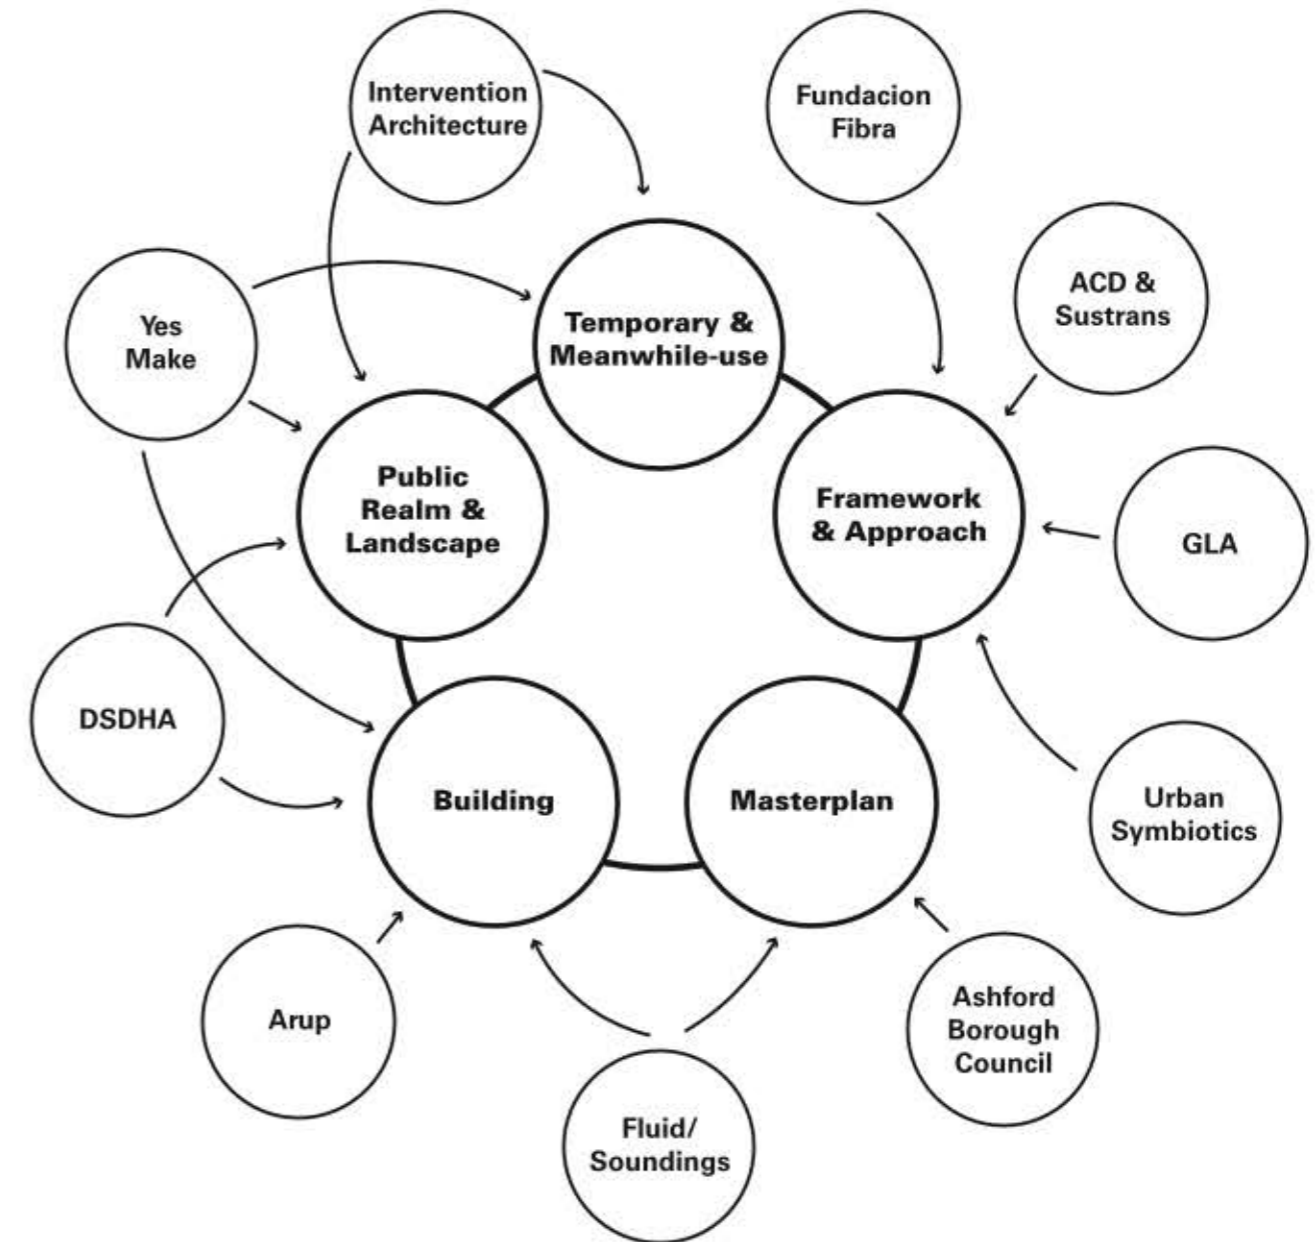 Intervention
Architecture
Fundacion
Fibra
ACD &
Sustrans
Yes
Make
Temporary &
Meanwhile-use
Public
Realm &
Landscape
Framework
& Approach
GLA
DSDHA
Building
Masterplan
Urban
Symbiotics
Arup
Ashford
Borough
Council
Fluid/
Soundings